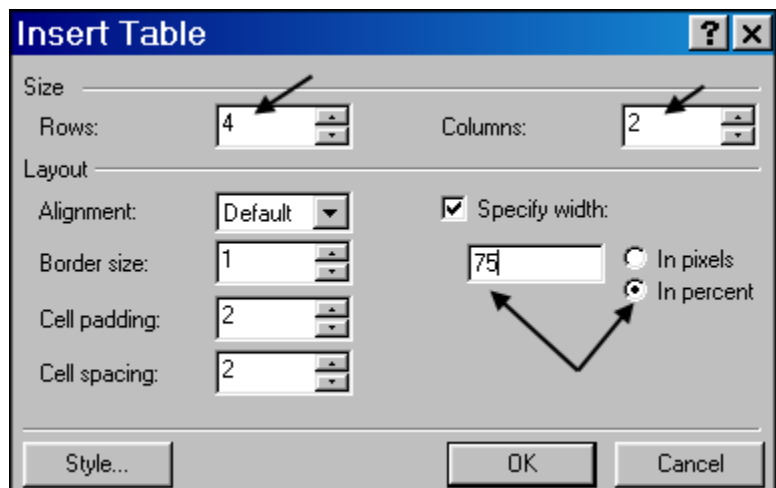 Insert Table
Size
Rows: 4 Columns: 2
Layout
Alignment: Default Specify width:
Border size: 1 75 In pixels
In percent
Cell padding: 2
Cell spacing: 2
Style... OK Cancel